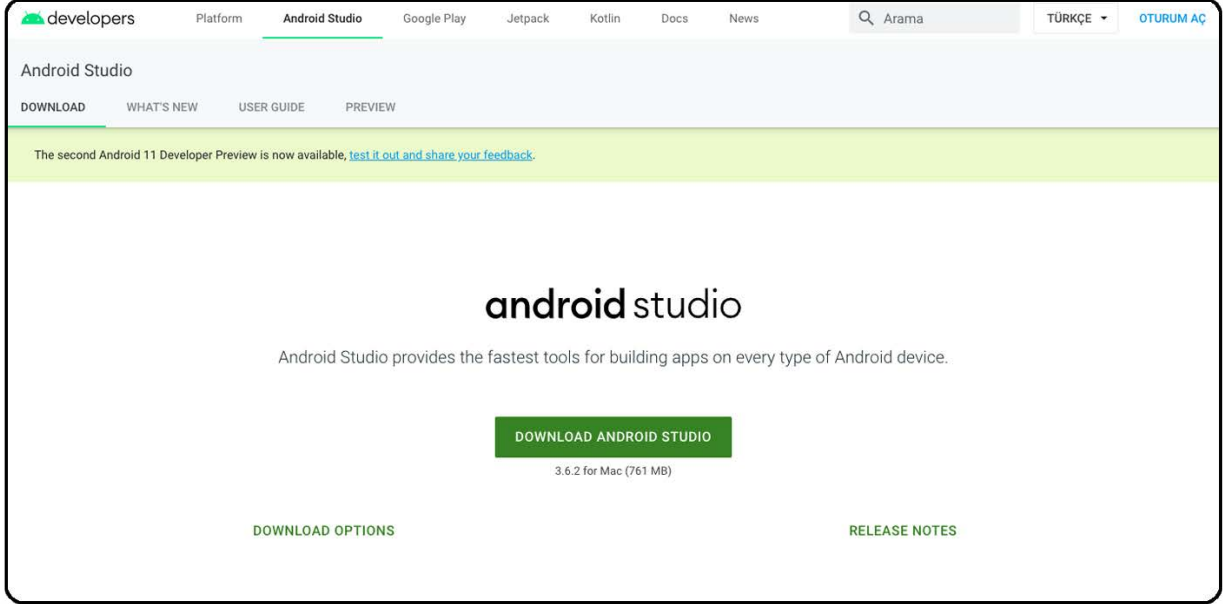 developers Platform Android Studio Google Play Jetpack Kotlin Docs News Arama TÜRKÇE OTURUM AÇ
Android Studio
DOWNLOAD WHAT'S NEW USER GUIDE PREVIEW
The second Android 11 Developer Preview is now available, test it out and share your feedback.
android studio
Android Studio provides the fastest tools for building apps on every type of Android device.
DOWNLOAD ANDROID STUDIO
3.6.2 for Mac (761 MB)
DOWNLOAD OPTIONS RELEASE NOTES